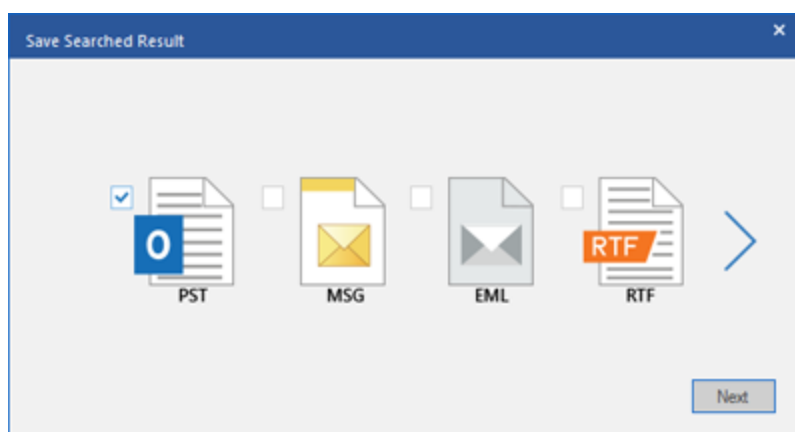 Save Searched Result
O
RTF
PST
MSG
EML
RTF
Next